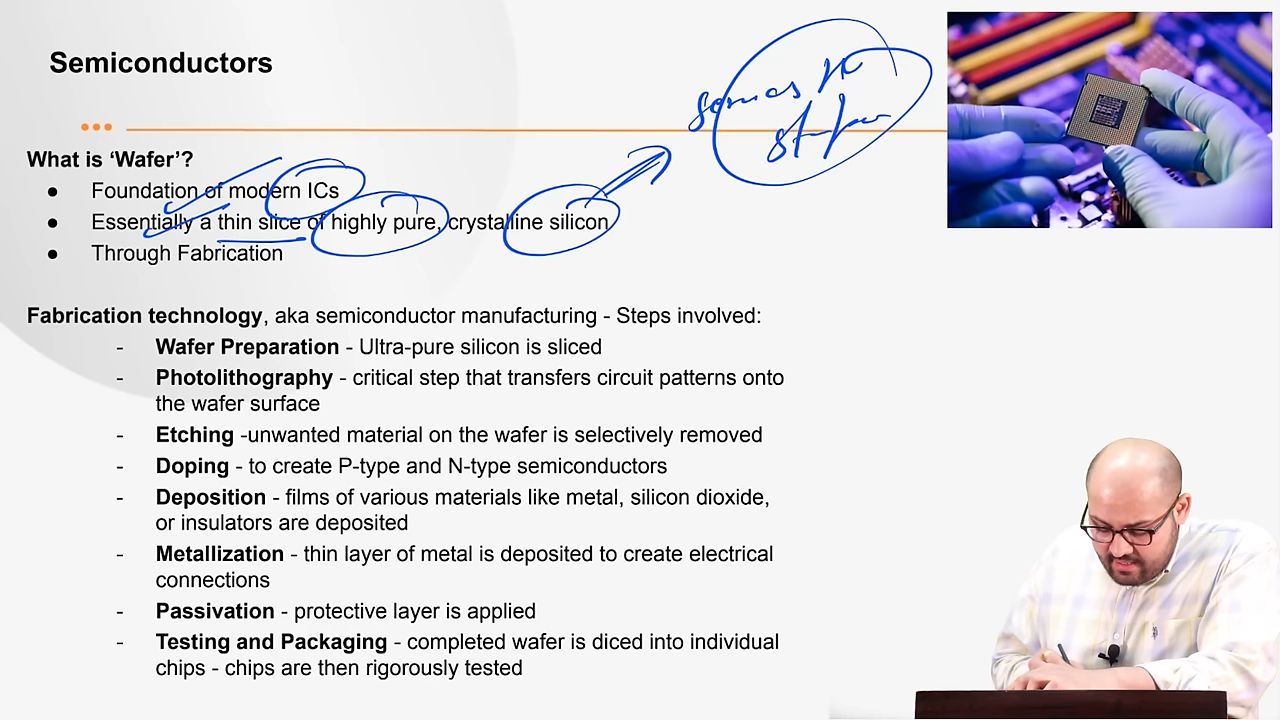 Semiconductors
What is ‘Wafer’?
● Foundation of modern ICs
● Essentially a thin slice of highly pure, crystalline silicon
● Through Fabrication
Fabrication technology, aka semiconductor manufacturing - Steps involved:
- Wafer Preparation - Ultra-pure silicon is sliced
- Photolithography - critical step that transfers circuit patterns onto
the wafer surface
- Etching -unwanted material on the wafer is selectively removed
- Doping - to create P-type and N-type semiconductors
- Deposition - films of various materials like metal, silicon dioxide,
or insulators are deposited
- Metallization - thin layer of metal is deposited to create electrical
connections
- Passivation - protective layer is applied
- Testing and Packaging - completed wafer is diced into individual
chips - chips are then rigorously tested